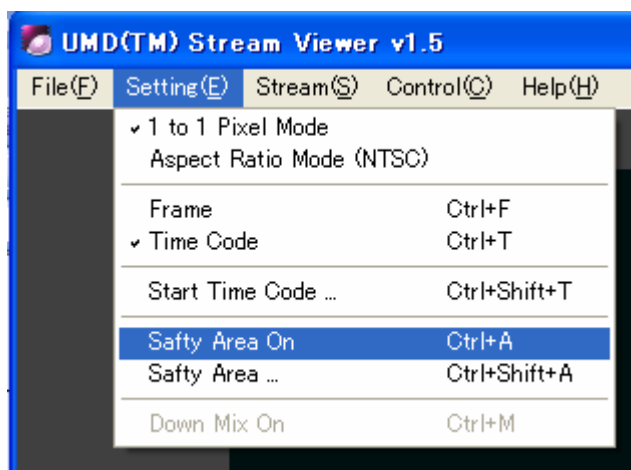 UMD(TM) Stream Viewer v1.5
File(F) Setting(E) Stream(S) Control(C) Help(H)
✓ 1 to 1 Pixel Mode
Aspect Ratio Mode (NTSC)
Frame Ctrl+F
✓ Time Code Ctrl+T
Start Time Code ... Ctrl+Shift+T
Safty Area On Ctrl+A
Safty Area ... Ctrl+Shift+A
Down Mix On Ctrl+M